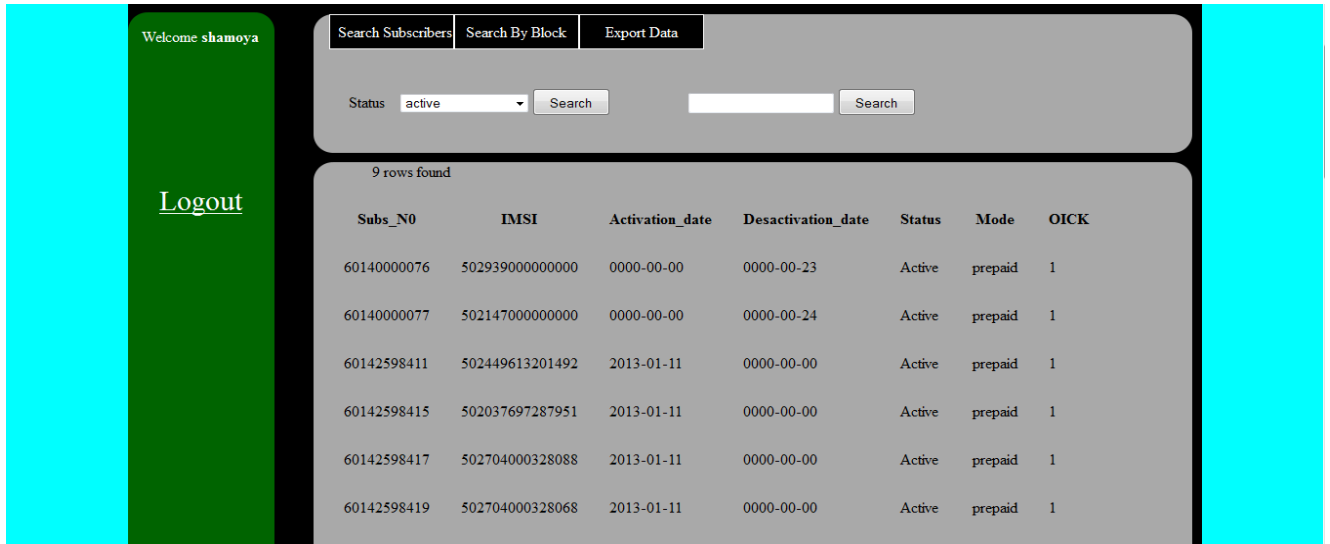 Welcome shamoya
Logout
Search Subscribers Search By Block Export Data
Status active Search Search
9 rows found
Subs_N0 IMSI Activation_date Desactivation_date Status Mode OICK
60140000076 502939000000000 0000-00-00 0000-00-23 Active prepaid 1
60140000077 502147000000000 0000-00-00 0000-00-24 Active prepaid 1
60142598411 502449613201492 2013-01-11 0000-00-00 Active prepaid 1
60142598415 502037697287951 2013-01-11 0000-00-00 Active prepaid 1
60142598417 502704000328088 2013-01-11 0000-00-00 Active prepaid 1
60142598419 502704000328068 2013-01-11 0000-00-00 Active prepaid 1